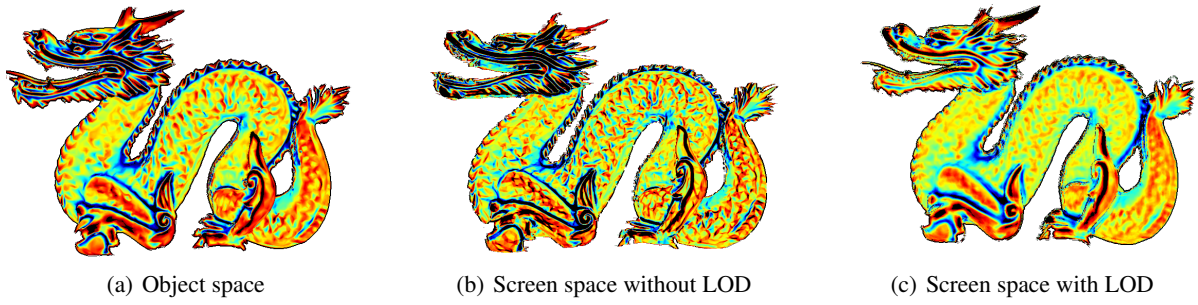 (a) Object space
(b) Screen space without LOD
(c) Screen space with LOD